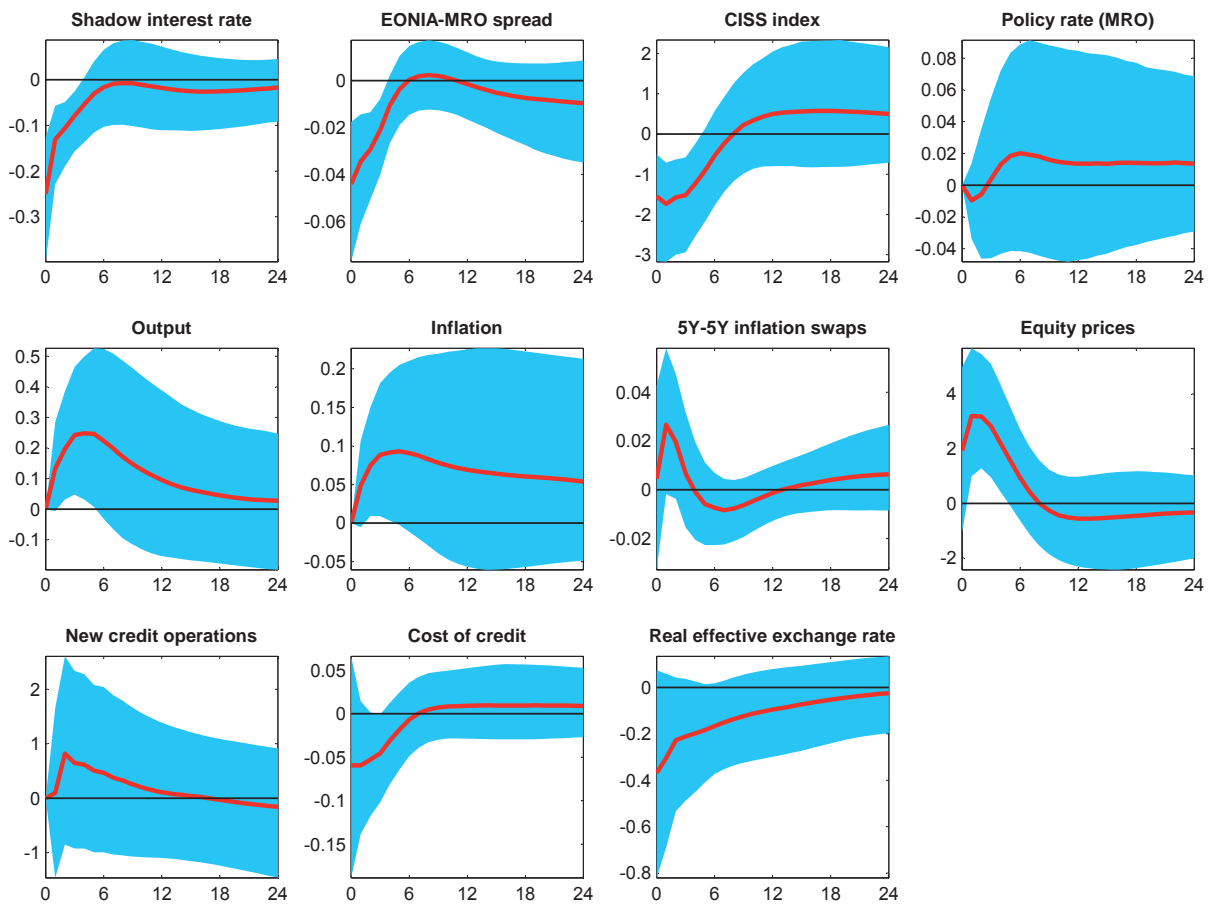 Shadow interest rate
0
-0.1
-0.2
-0.3
0 6 12 18 24
EONIA-MRO spread
0
-0.02
-0.04
-0.06
0 6 12 18 24
CISS index
2
1
0
-1
-2
-3
0 6 12 18 24
Policy rate (MRO)
0.08
0.06
0.04
0.02
0
-0.02
-0.04
0 6 12 18 24
Output
0.5
0.4
0.3
0.2
0.1
0
-0.1
0 6 12 18 24
Inflation
0.2
0.15
0.1
0.05
0
-0.05
0 6 12 18 24
5Y-5Y inflation swaps
0.04
0.02
0
-0.02
0 6 12 18 24
Equity prices
4
2
0
-2
0 6 12 18 24
New credit operations
2
1
0
-1
0 6 12 18 24
Cost of credit
0.05
0
-0.05
-0.1
-0.15
0 6 12 18 24
Real effective exchange rate
0
-0.2
-0.4
-0.6
-0.8
0 6 12 18 24